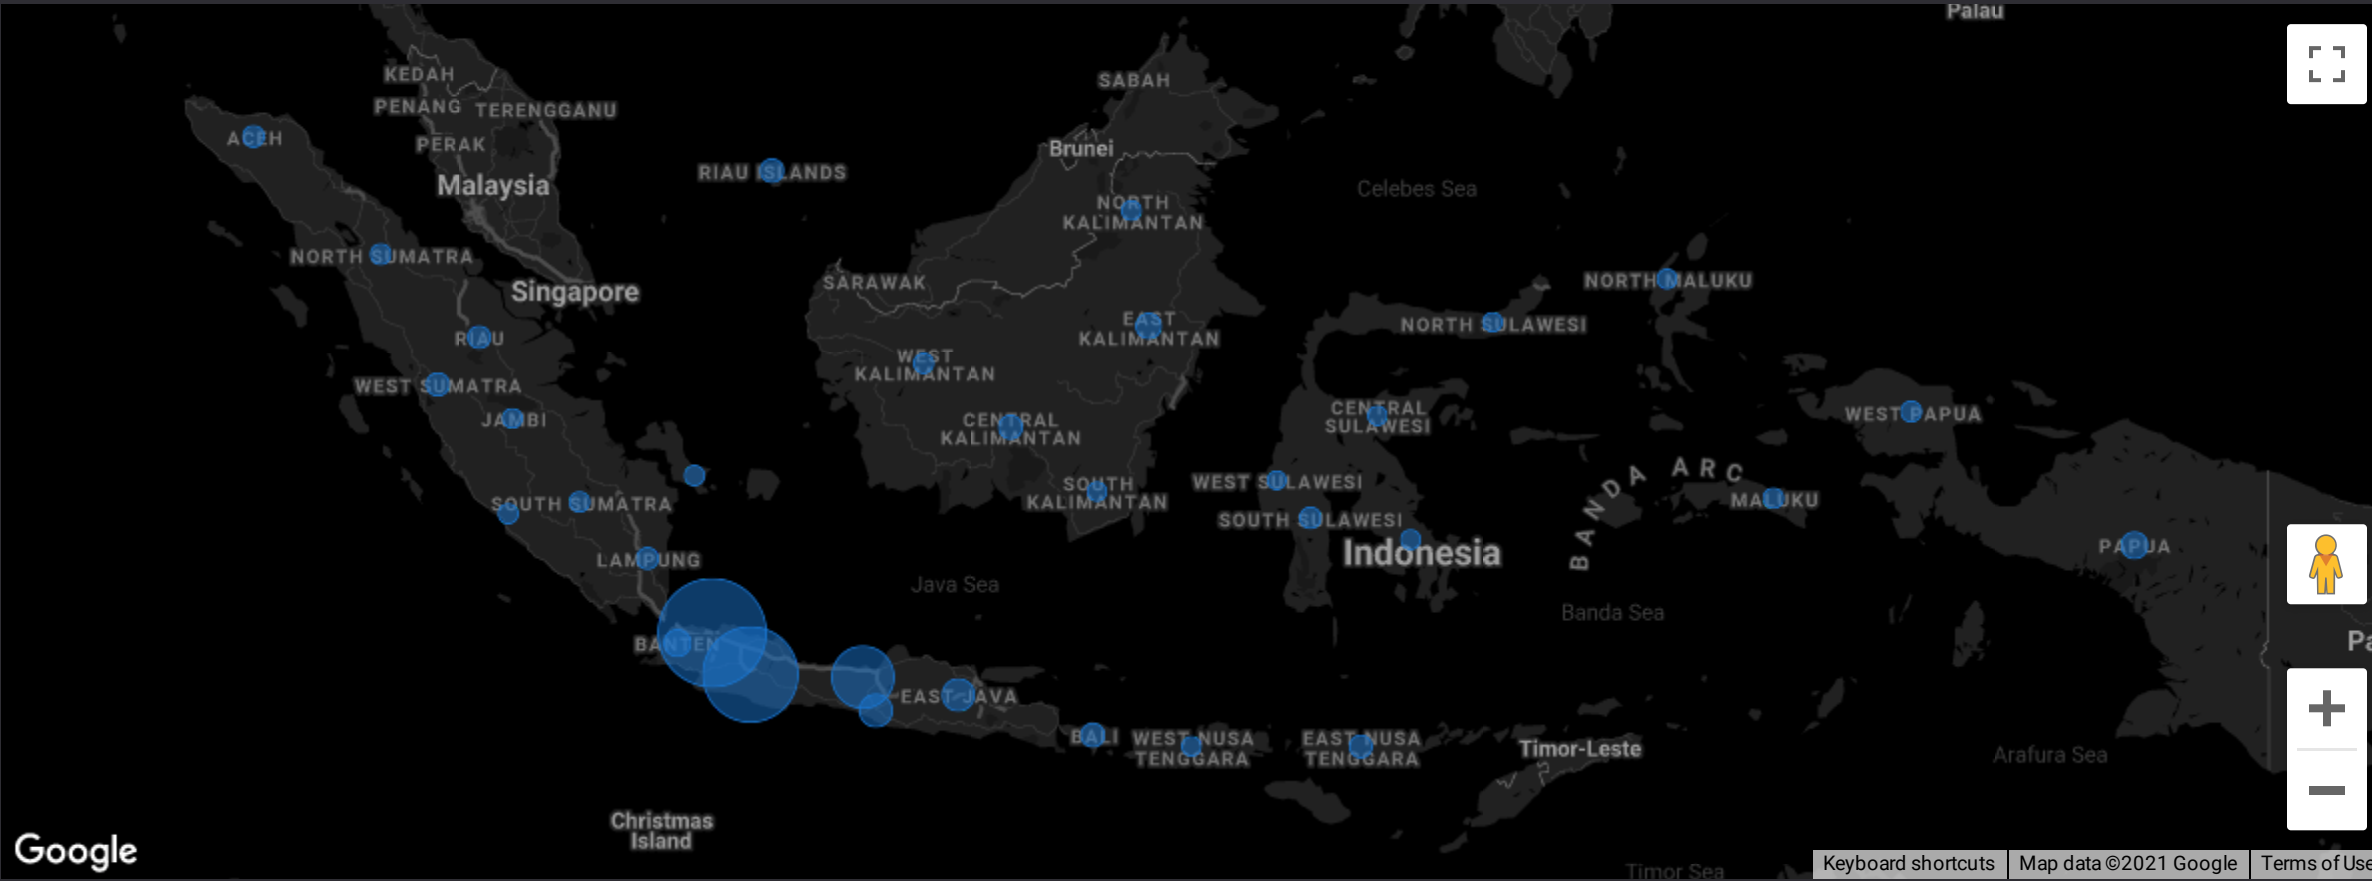 Palau
KEDAH
SABAH
PENANG
TERENGGANU
ACEH
PERAK
Brunei
RIAU ISLANDS
Malaysia
Celebes Sea
NORTH
KALIMANTAN
NORTH SUMATRA
SARAWAK
NORTH MALUKU
Singapore
EAST
KALIMANTAN
NORTH SULAWESI
RIAU
WEST
KALIMANTAN
WEST SUMATRA
CENTRAL
SULAWESI
WEST PAPUA
JAMBI
CENTRAL
KALIMANTAN
BANDA ARC
WEST SULAWESI
SOUTH
KALIMANTAN
MALUKU
SOUTH SUMATRA
SOUTH SULAWESI
PAPUA
Indonesia
LAMPUNG
Java Sea
Banda Sea
BANTEN
Pa
EAST JAVA
BALI
WEST NUSA
TENGGARA
EAST NUSA
TENGGARA
Timor-Leste
Arafura Sea
Christmas
Island
Google
Timor Sea
Keyboard shortcuts
Map data ©2021 Google
Terms of Use